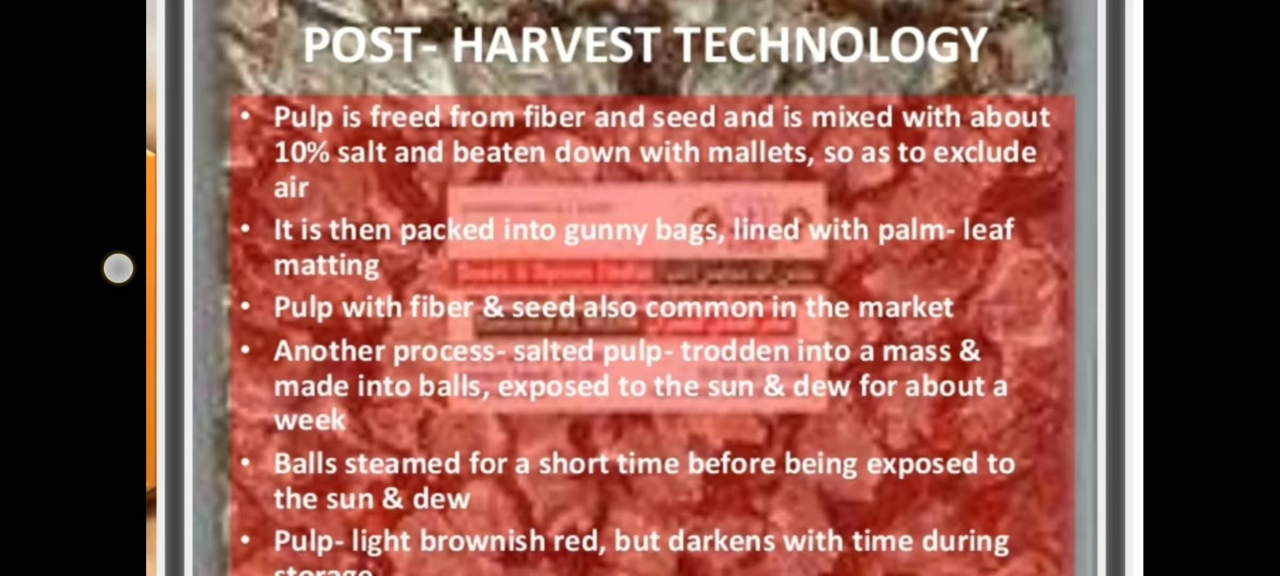 POST- HARVEST TECHNOLOGY
• Pulp is freed from fiber and seed and is mixed with about
10% salt and beaten down with mallets, so as to exclude
air
• It is then packed into gunny bags, lined with palm- leaf
matting
• Pulp with fiber & seed also common in the market
• Another process- salted pulp- trodden into a mass &
made into balls, exposed to the sun & dew for about a
week
• Balls steamed for a short time before being exposed to
the sun & dew
• Pulp- light brownish red, but darkens with time during
storage